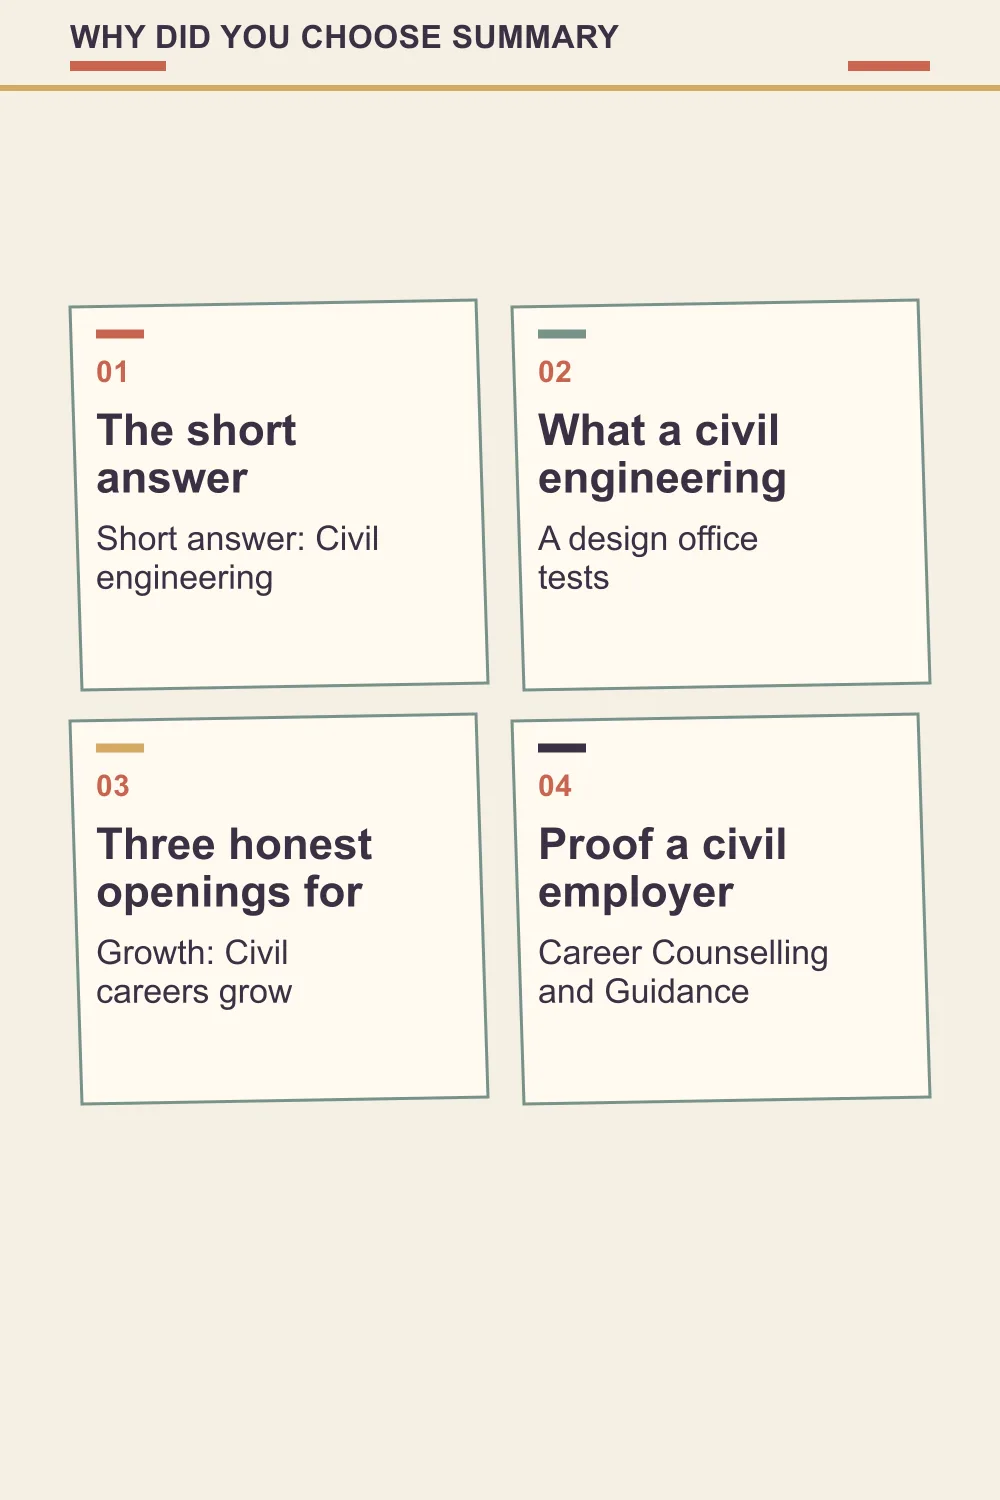 WHY DID YOU CHOOSE SUMMARY
01
The short
answer
Short answer: Civil
engineering
02
What a civil
engineering
A design office
tests
03
Three honest
openings for
Growth: Civil
careers grow
04
Proof a civil
employer
Career Counselling
and Guidance